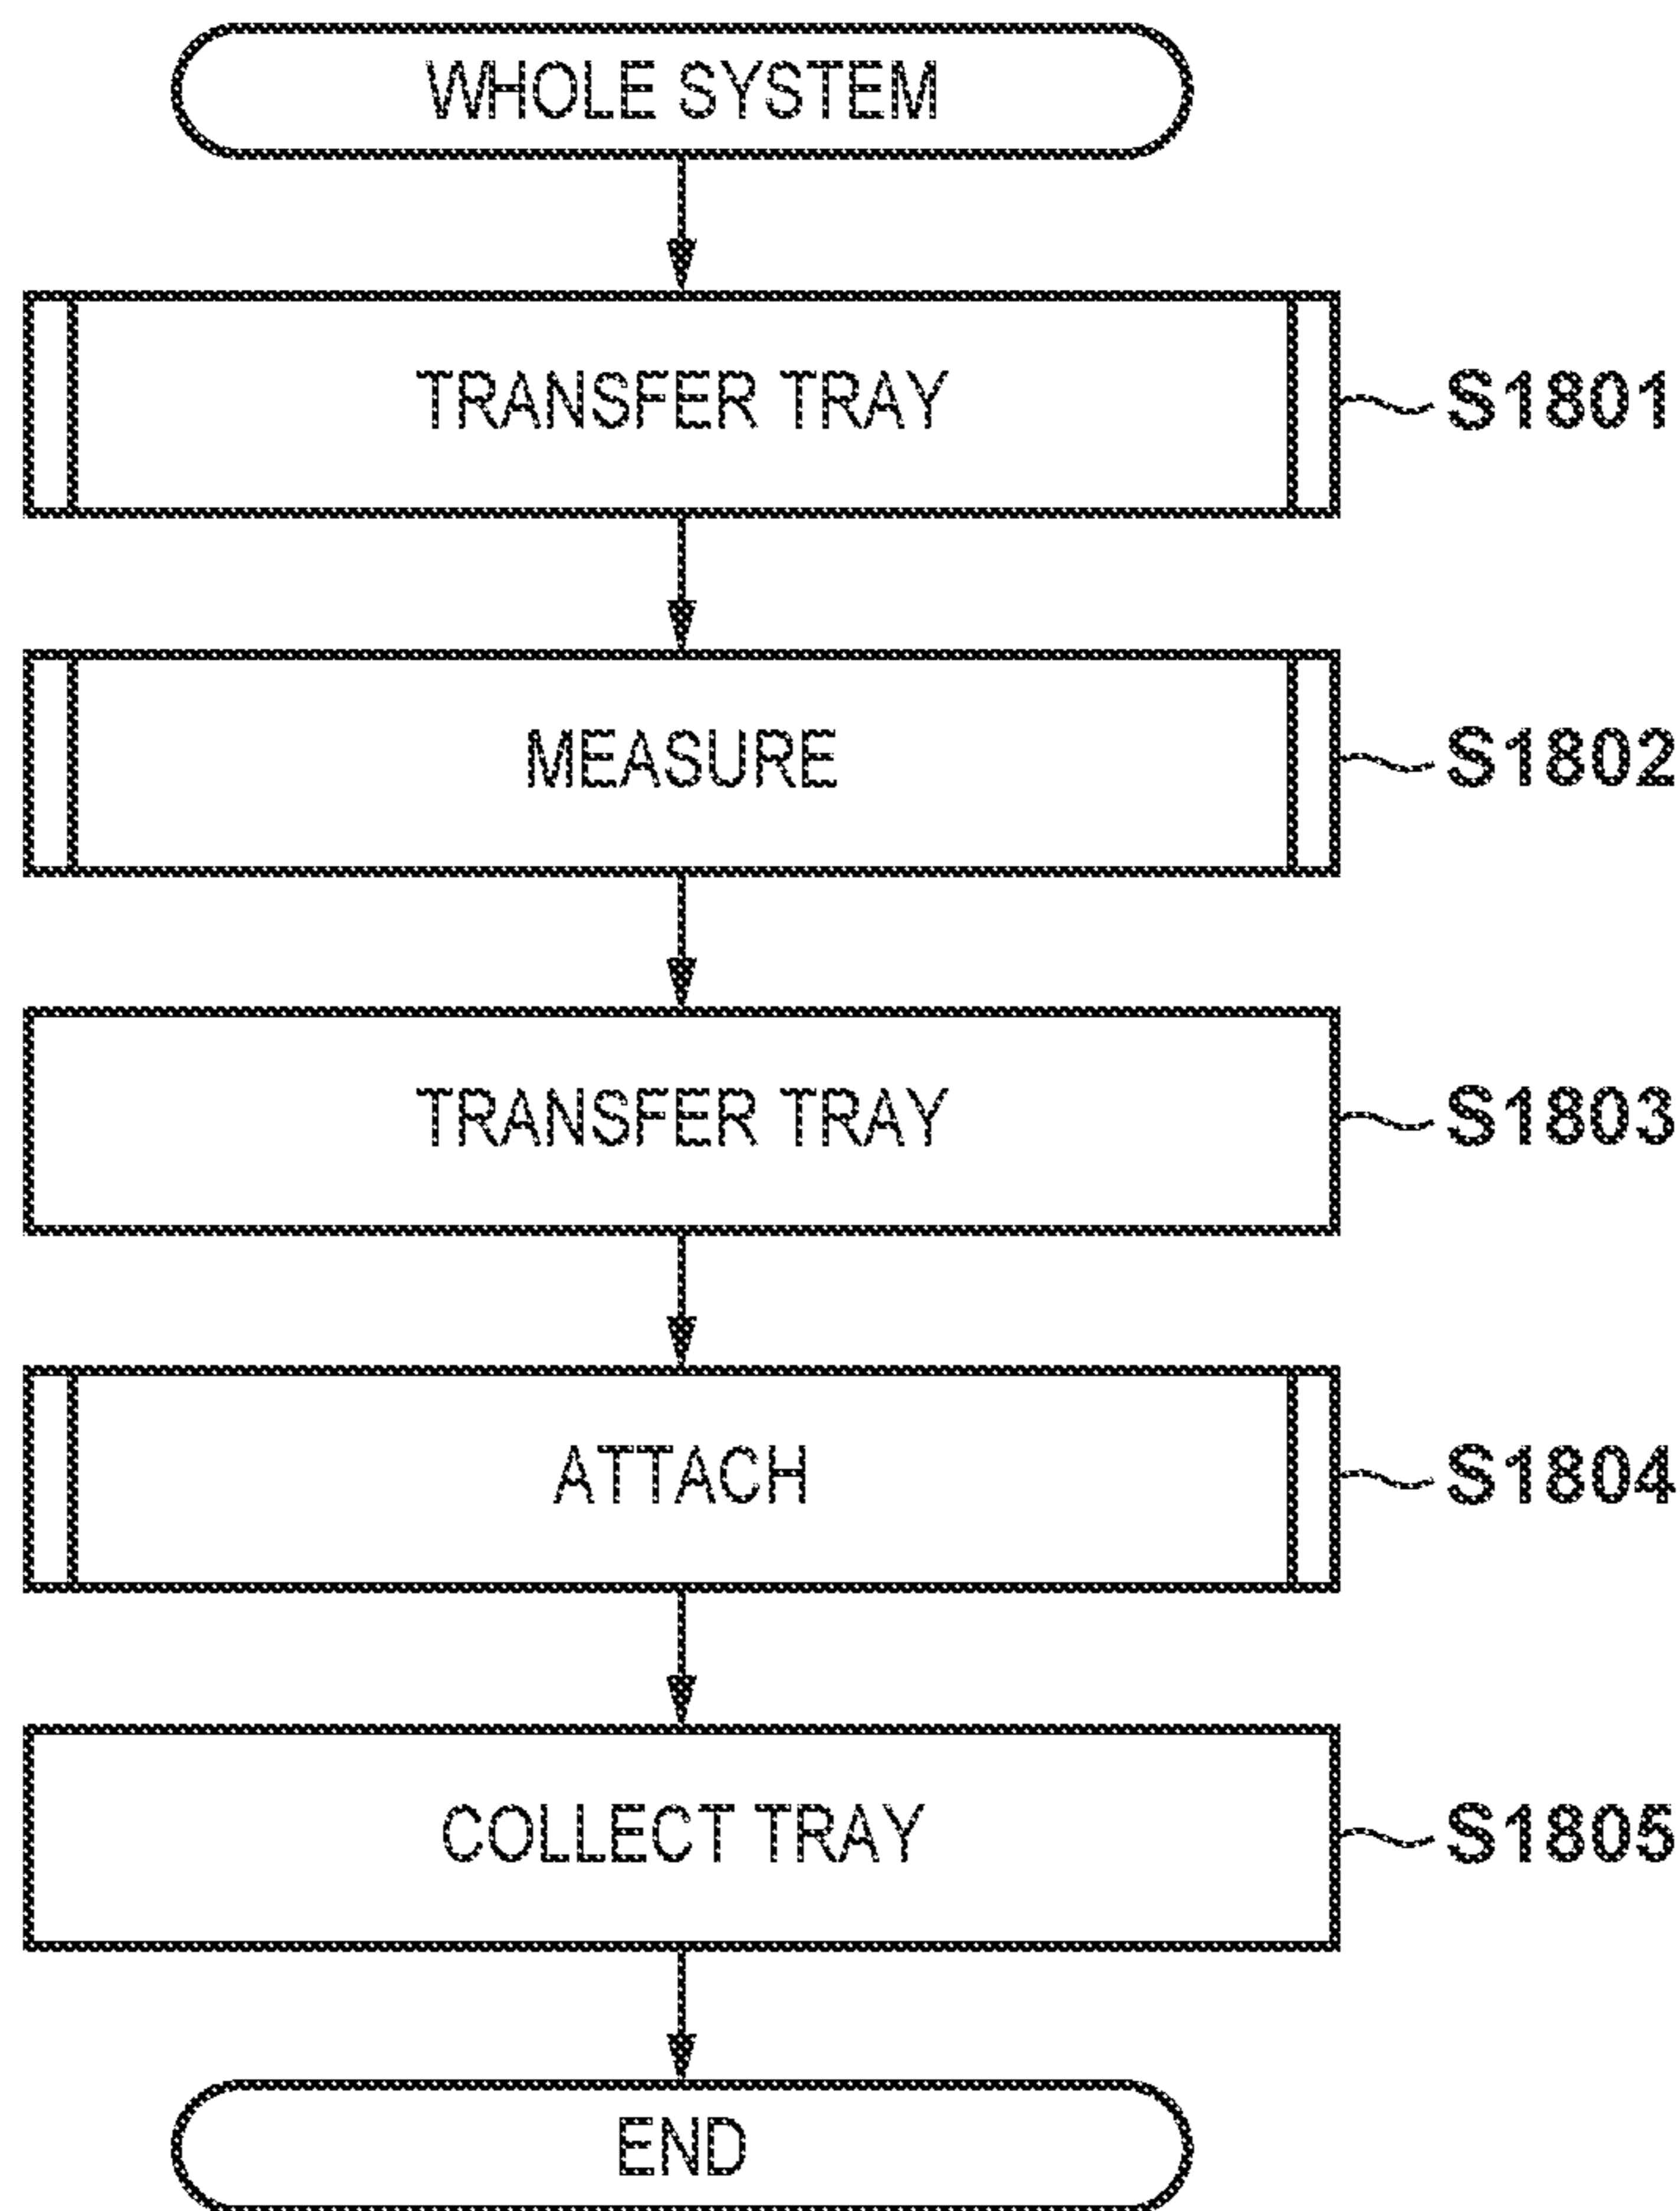 WHOLE SYSTEM
TRANSFER TRAY
S1801
MEASURE
S1802
TRANSFER TRAY
S1803
ATTACH
S1804
COLLECT TRAY
S1805
END